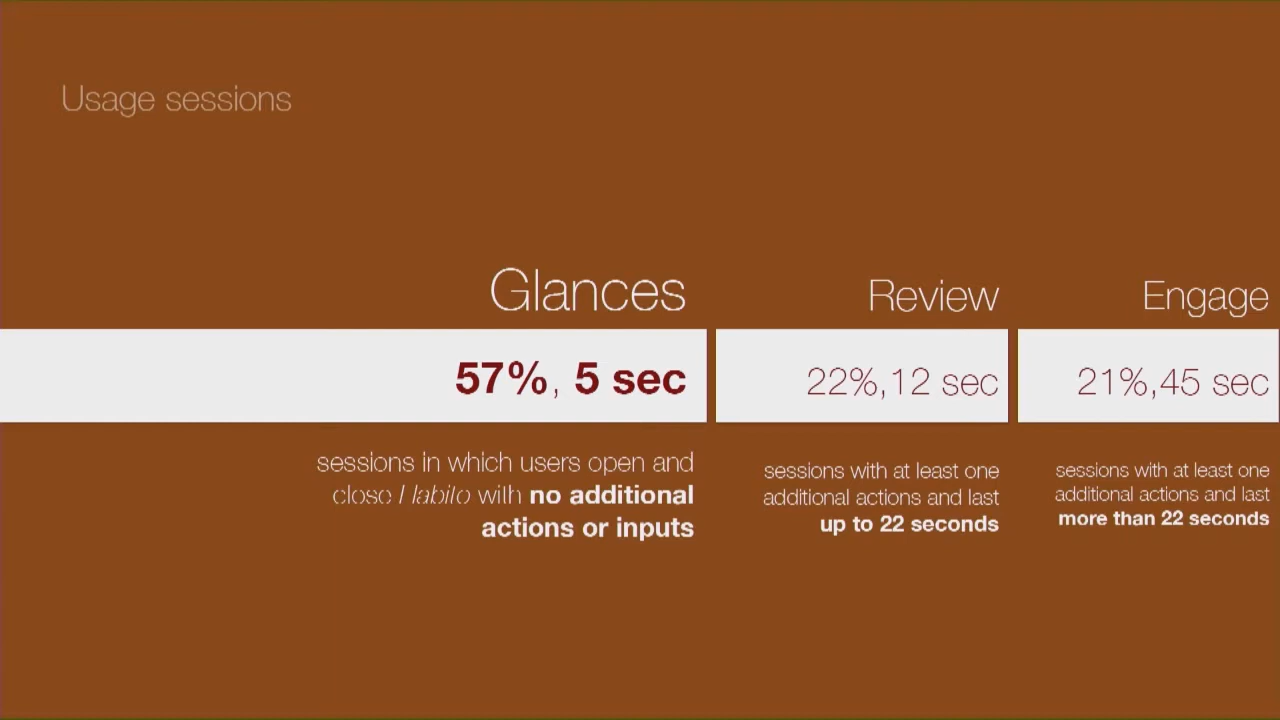 Usage sessions
Glances
Review
Engage
57%, 5 sec
22%,12 sec
21%,45 sec
sessions in which users open and
close Habito with no additional
actions or inputs
sessions with at least one
additional actions and last
up to 22 seconds
sessions with at least one
additional actions and last
more than 22 seconds